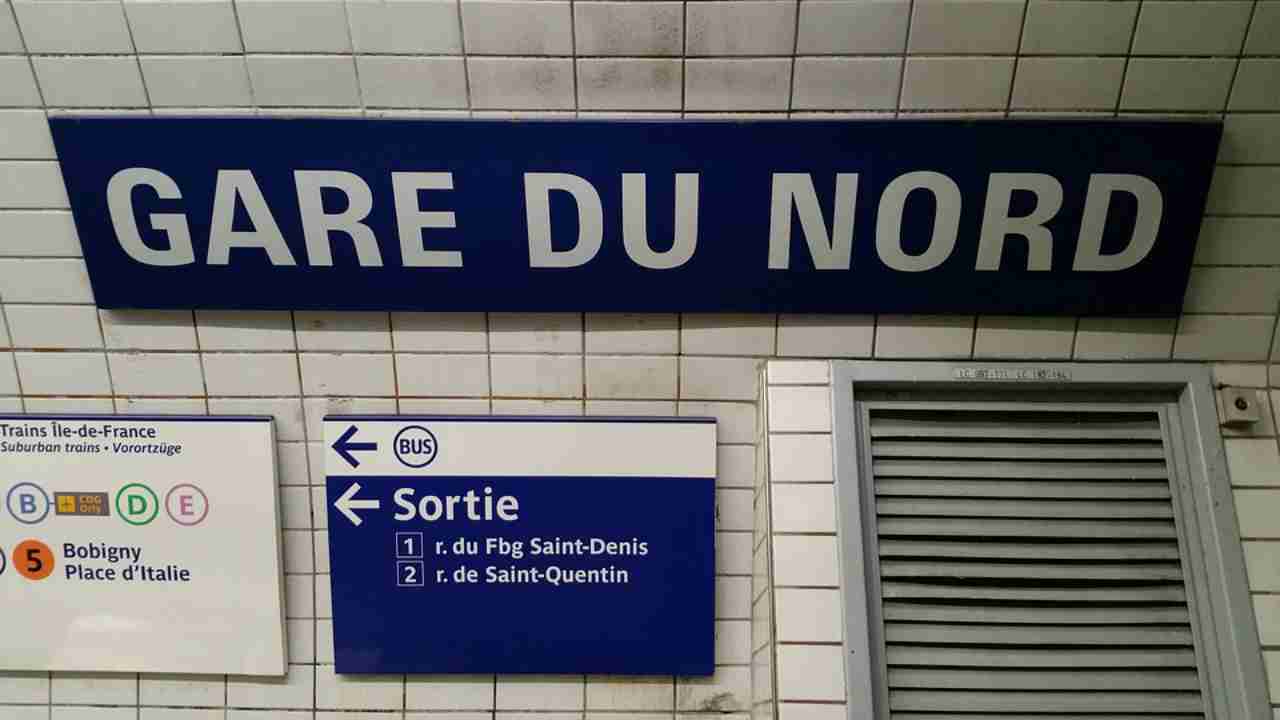 GARE DU NORD
Trains Île-de-France
Suburban trains • Vorortzüge
B CDG Orly D E
5 Bobigny
Place d'Italie
BUS
Sortie
1 r. du Fbg Saint-Denis
2 r. de Saint-Quentin